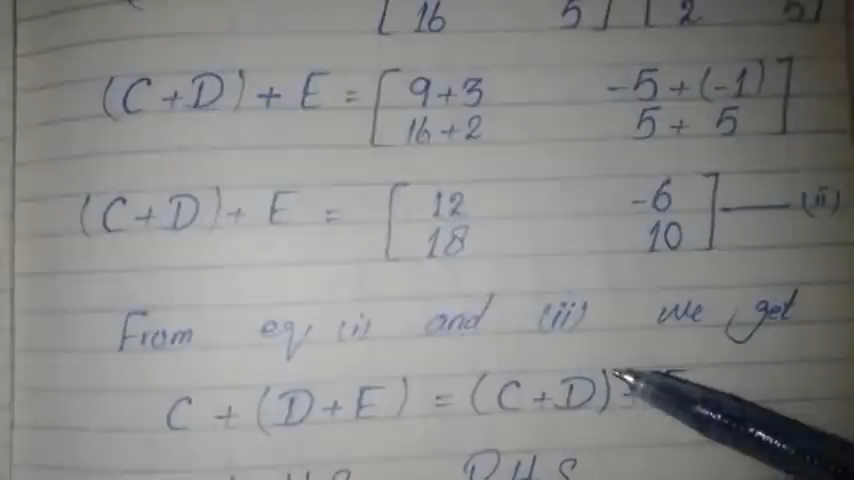 [ 16 5 ] [ 2 5 ]
(C+D) + E = [ 9+3 -5+(-1) ]
16+2 5+5
(C+D)+ E = [ 12 -6 ] — (ii)
18 10
From eq (i) and (ii) we get
C + (D+E) = (C+D)+
R.H.S